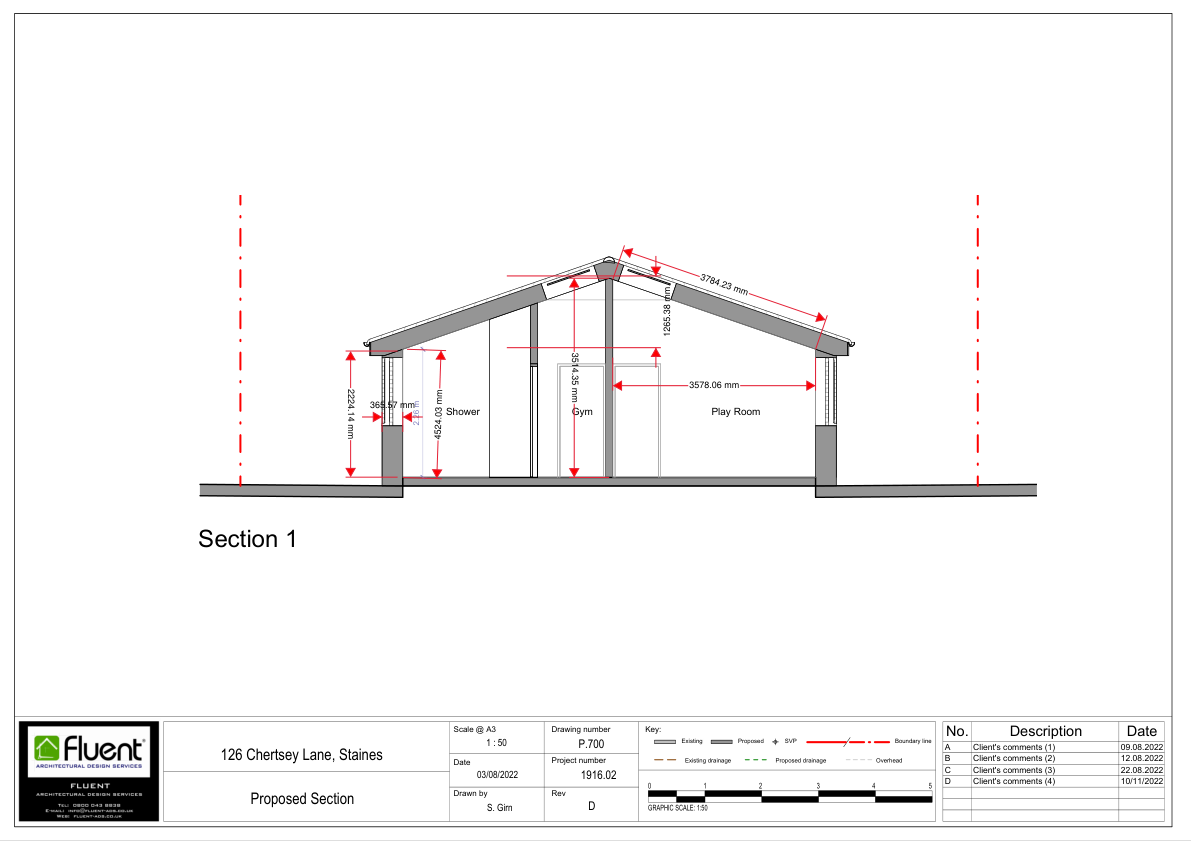 3784.23 mm
1265.38 mm
3514.35 mm
3578.06 mm
2224.14 mm
365.57 mm
4524.03 mm
Shower
Gym
Play Room
Section 1
Fluent
ARCHITECTURAL DESIGN SERVICES
FLUENT
ARCHITECTURAL DESIGN SERVICES
TEL: 0800 043 8838
E-MAIL: INFO@FLUENT-ADS.CO.UK
WEB: FLUENT-ADS.CO.UK
126 Chertsey Lane, Staines
Proposed Section
Scale @ A3
1 : 50
Date
03/08/2022
Drawn by
S. Girn
Drawing number
P.700
Project number
1916.02
Rev
D
Key:
Existing Proposed SVP Boundary line
Existing drainage Proposed drainage Overhead
0 1 2 3 4 5
GRAPHIC SCALE: 1:50
No. Description Date
A Client's comments (1) 09.08.2022
B Client's comments (2) 12.08.2022
C Client's comments (3) 22.08.2022
D Client's comments (4) 10/11/2022